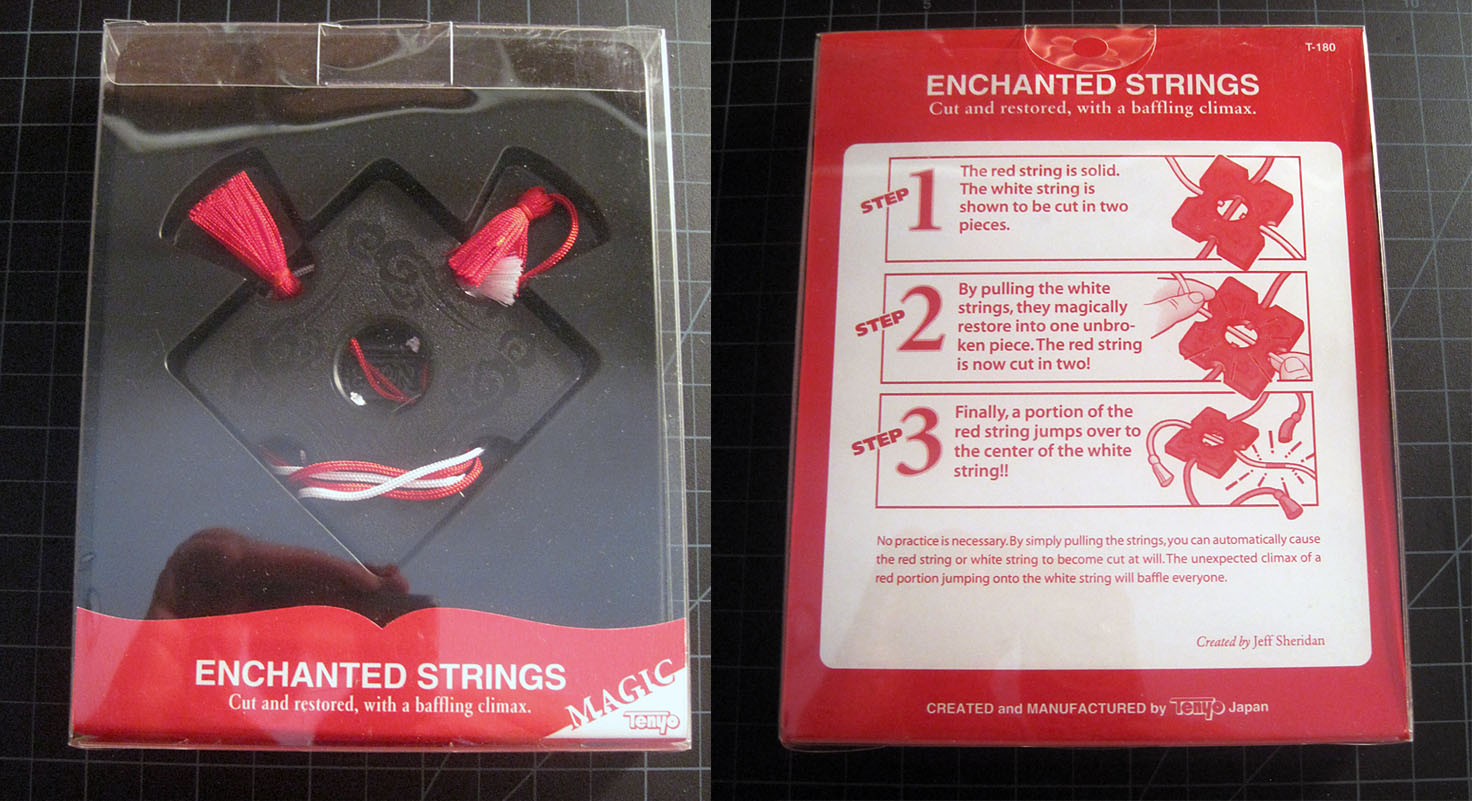 ENCHANTED STRINGS
Cut and restored, with a baffling climax.
MAGIC
Tenyo
T-180
ENCHANTED STRINGS
Cut and restored, with a baffling climax.
STEP 1
The red string is solid.
The white string is
shown to be cut in two
pieces.
STEP 2
By pulling the white
strings, they magically
restore into one unbro-
ken piece. The red string
is now cut in two!
STEP 3
Finally, a portion of the
red string jumps over to
the center of the white
string!!
No practice is necessary. By simply pulling the strings, you can automatically cause
the red string or white string to become cut at will. The unexpected climax of a
red portion jumping onto the white string will baffle everyone.
Created by Jeff Sheridan
CREATED and MANUFACTURED by Tenyo Japan